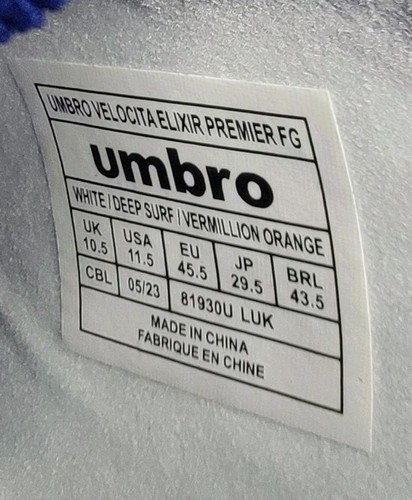 UMBRO VELOCITA ELIXIR PREMIER FG
umbro
WHITE / DEEP SURF / VERMILLION ORANGE
UK USA EU JP BRL
10.5 11.5 45.5 29.5 43.5
CBL 05/23 81930U LUK
MADE IN CHINA
FABRIQUE EN CHINE